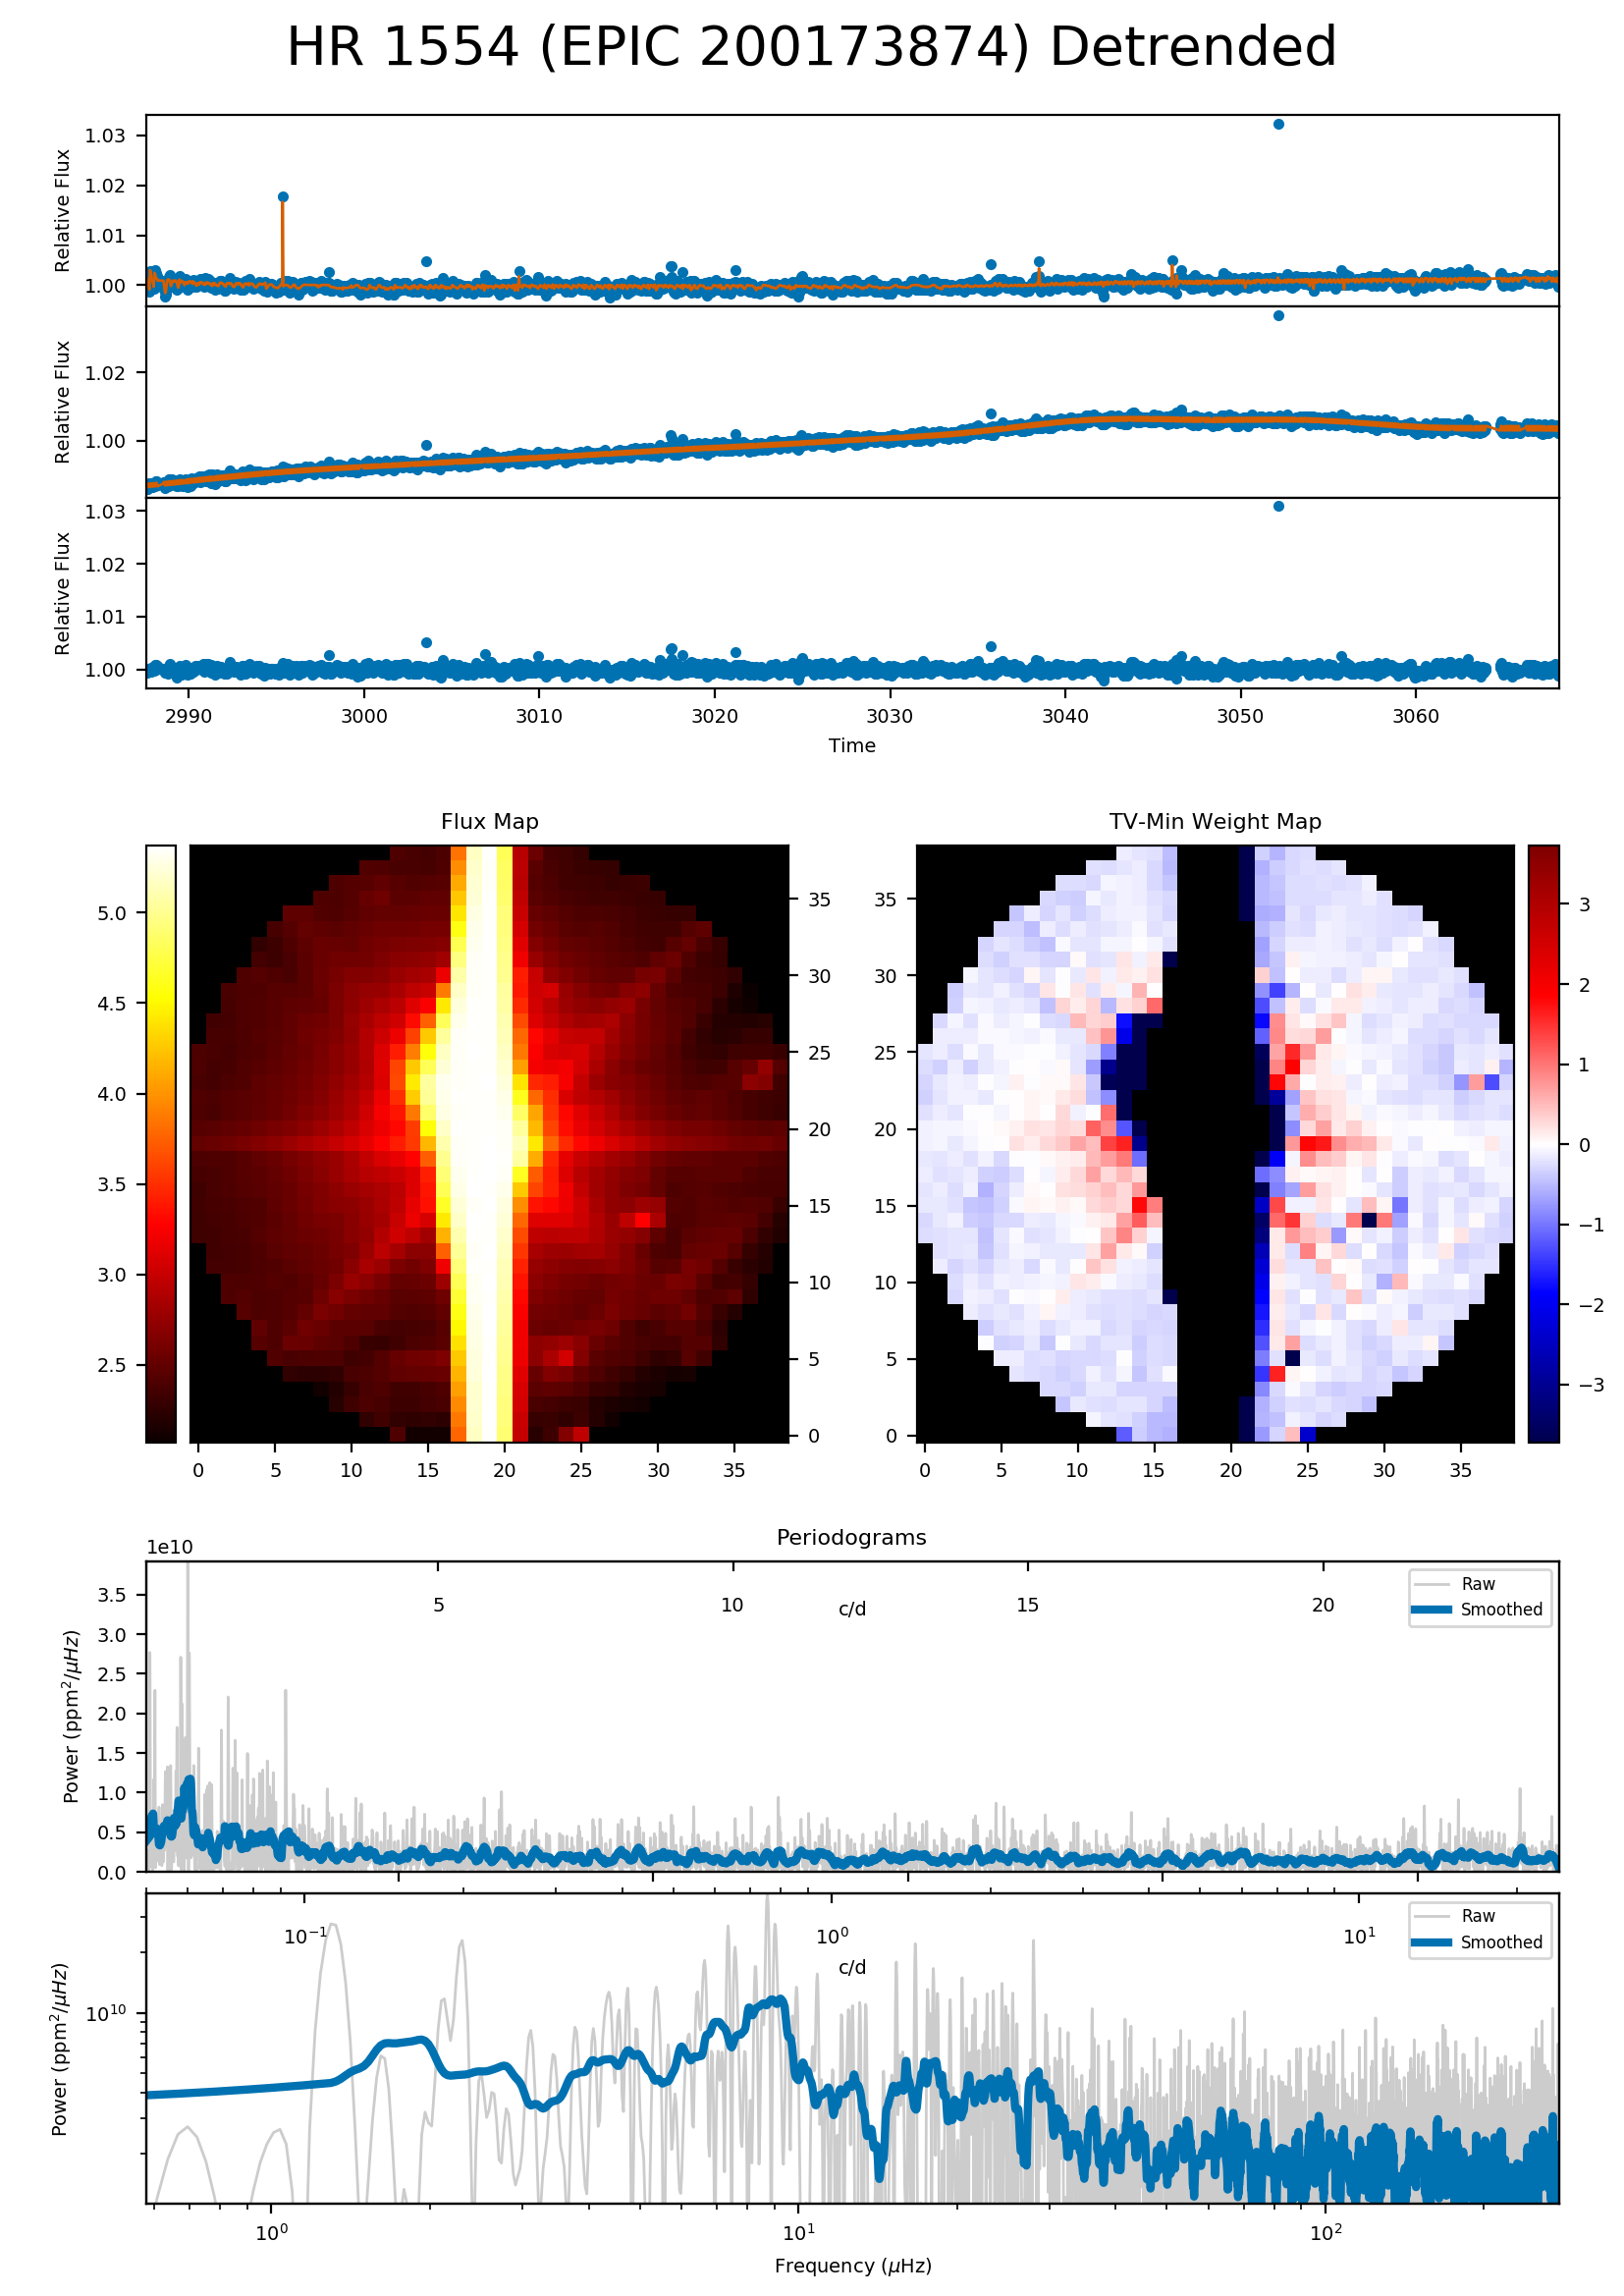 HR 1554 (EPIC 200173874) Detrended
1.03
1.02
1.01
1.00
Relative Flux
1.02
1.00
Relative Flux
1.03
1.02
1.01
1.00
Relative Flux
2990 3000 3010 3020 3030 3040 3050 3060
Time
Flux Map
5.0
4.5
4.0
3.5
3.0
2.5
35
30
25
20
15
10
5
0
0 5 10 15 20 25 30 35
TV-Min Weight Map
35
30
25
20
15
10
5
0
0 5 10 15 20 25 30 35
3
2
1
0
−1
−2
−3
Periodograms
1e10
3.5
3.0
2.5
2.0
1.5
1.0
0.5
0.0
Power (ppm²/μHz)
5 10 15 20
c/d
Raw
Smoothed
10¹⁰
Power (ppm²/μHz)
10⁻¹ 10⁰ 10¹
c/d
Raw
Smoothed
10⁰ 10¹ 10²
Frequency (μHz)